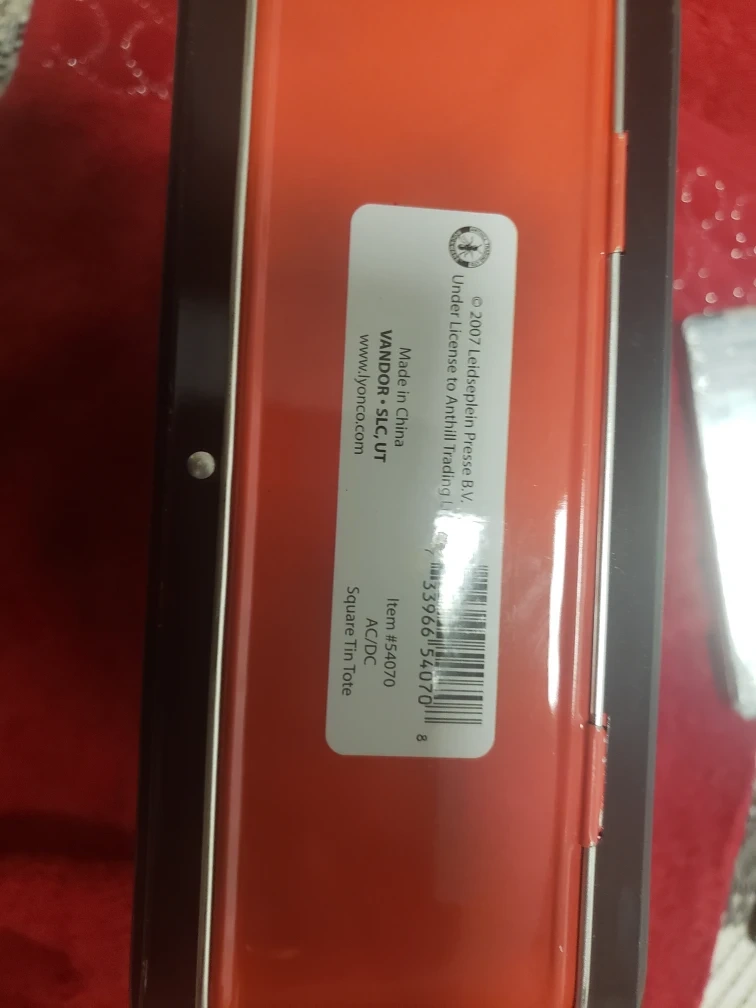 © 2007 Leidseplein Presse B.V.
Under License to Anthill Trading
Made in China
VANDOR • SLC, UT
www.lyonco.com
7 33966 54070 8
Item #54070
AC/DC
Square Tin Tote